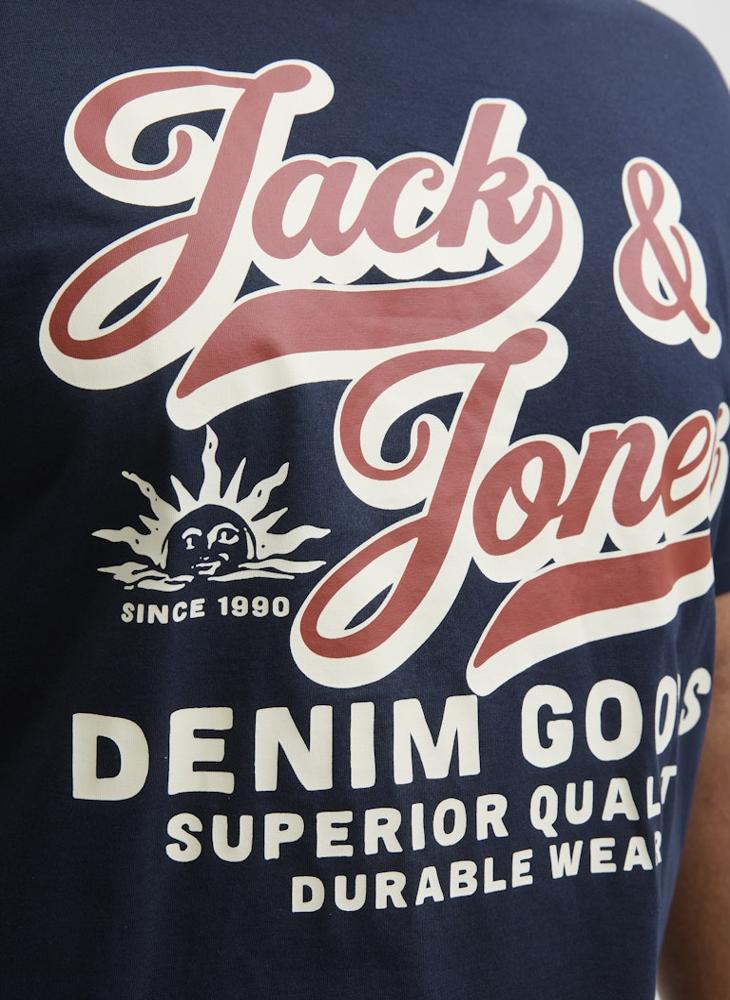 Jack &
Jones
SINCE 1990
DENIM GOODS
SUPERIOR QUALIT
DURABLE WEAR